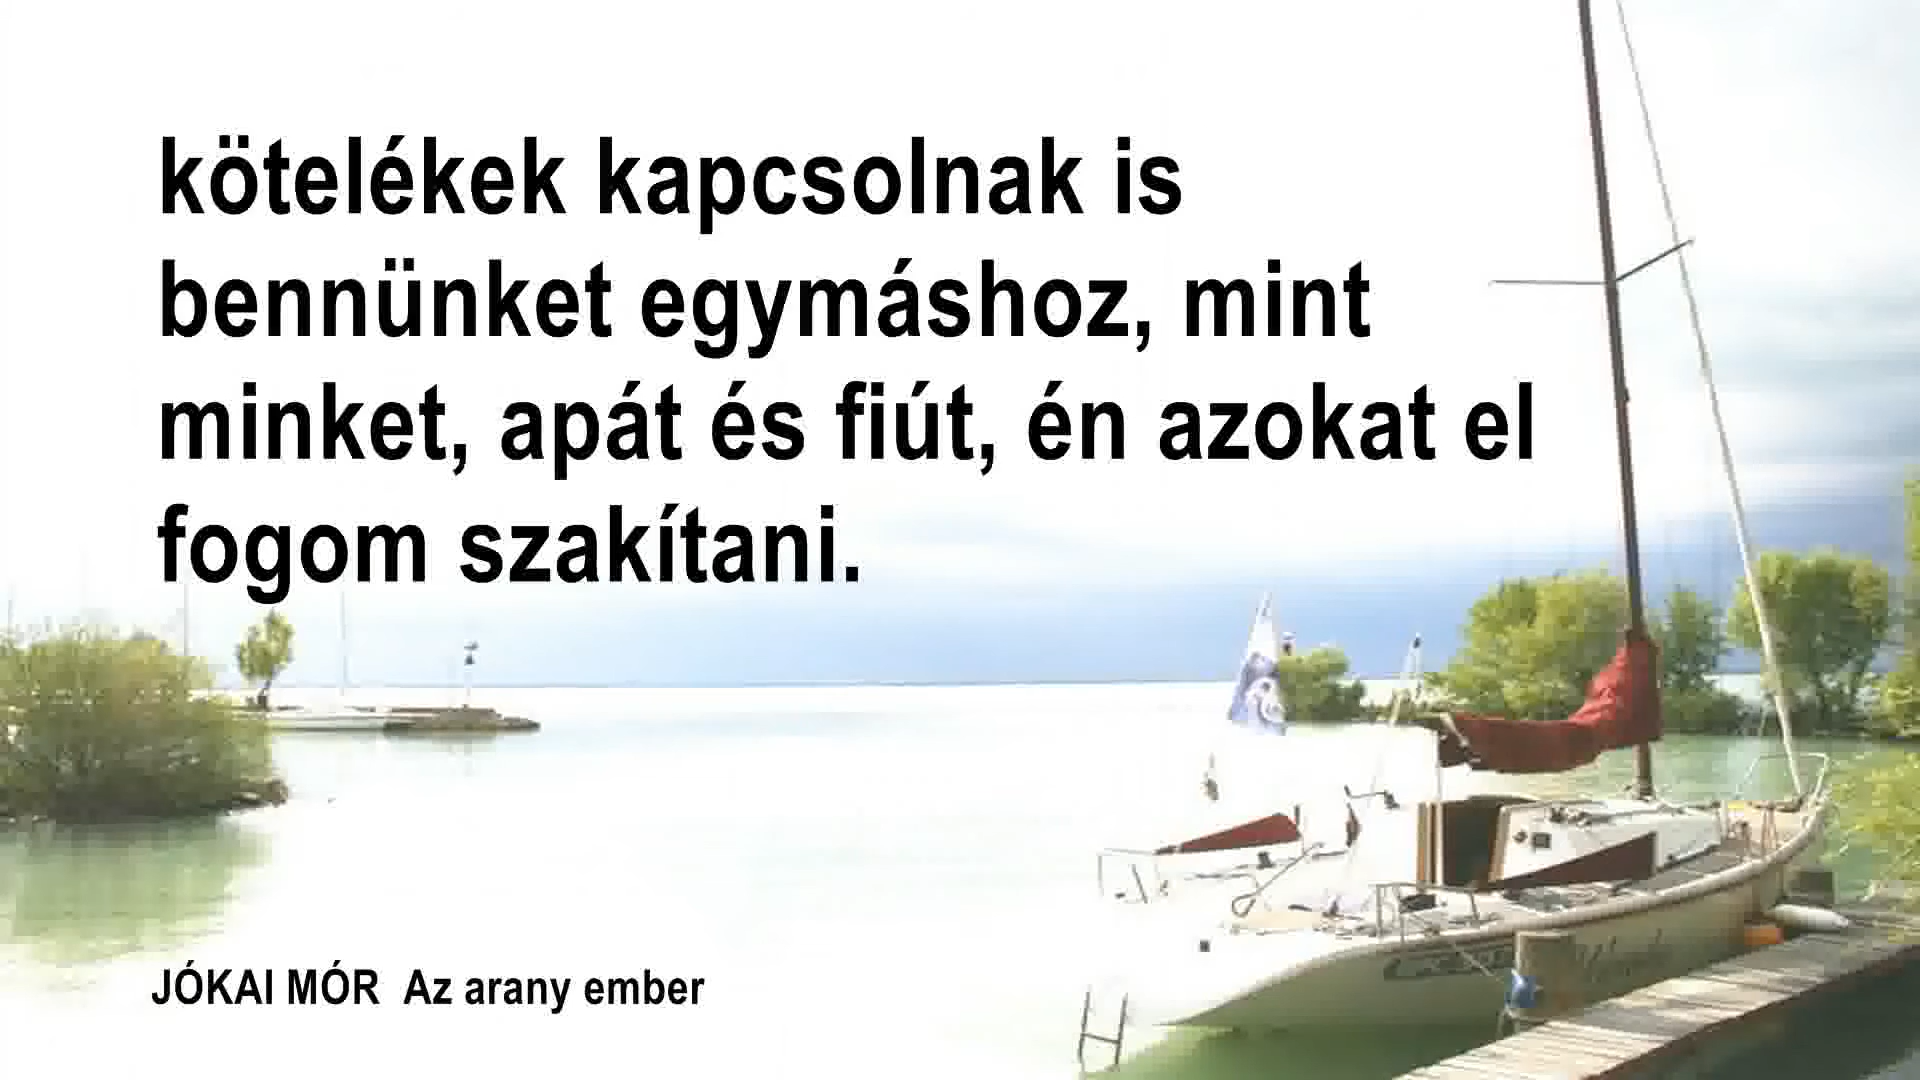 kötelékek kapcsolnak is
bennünket egymáshoz, mint
minket, apát és fiút, én azokat el
fogom szakítani.
JÓKAI MÓR Az arany ember